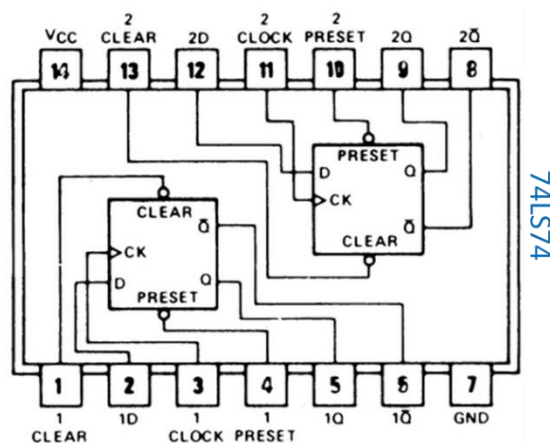 2 2 2
VCC CLEAR 2D CLOCK PRESET 2Q 2Q̅
14 13 12 11 10 9 8
PRESET
D Q
CK
Q̅
CLEAR
CLEAR
Q̅
CK
D Q
PRESET
1 2 3 4 5 6 7
1 1D 1 1 1Q 1Q̅ GND
CLEAR CLOCK PRESET
74LS74